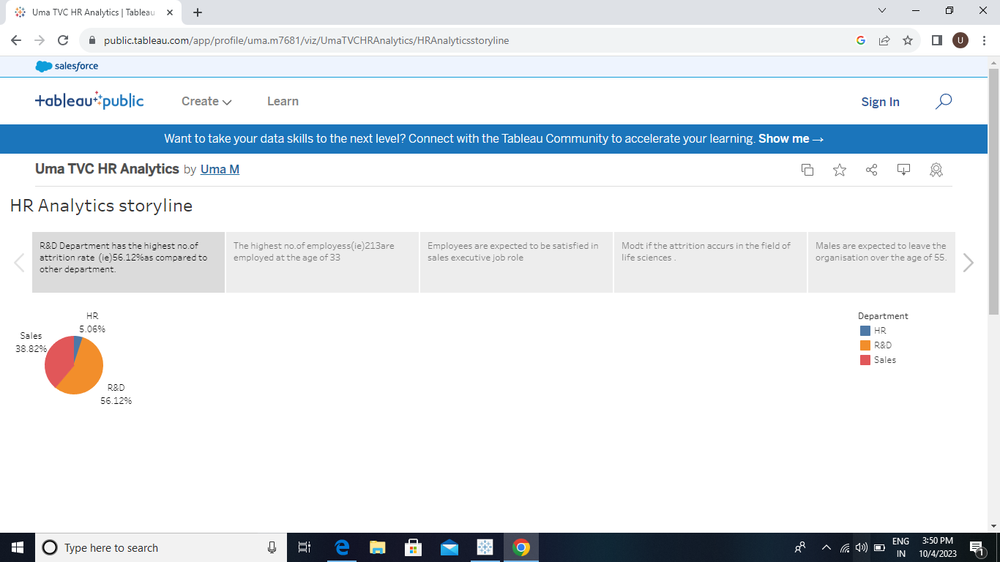 Uma TVC HR Analytics | Tableau
public.tableau.com/app/profile/uma.m7681/viz/UmaTVCHRAnalytics/HRAnalyticsstoryline
U
salesforce
+ableau public
Create
Learn
Sign In
Want to take your data skills to the next level? Connect with the Tableau Community to accelerate your learning. Show me →
Uma TVC HR Analytics by Uma M
HR Analytics storyline
R&D Department has the highest no.of
attrition rate (ie)56.12%as compared to
other department.
The highest no.of employess(ie)213are
employed at the age of 33
Employees are expected to be satisfied in
sales executive job role
Modt if the attrition accurs in the field of
life sciences .
Males are expected to leave the
organisation over the age of 55.
HR
5.06%
Sales
38.82%
R&D
56.12%
Department
HR
R&D
Sales
Type here to search
ENG
IN
3:50 PM
10/4/2023
1